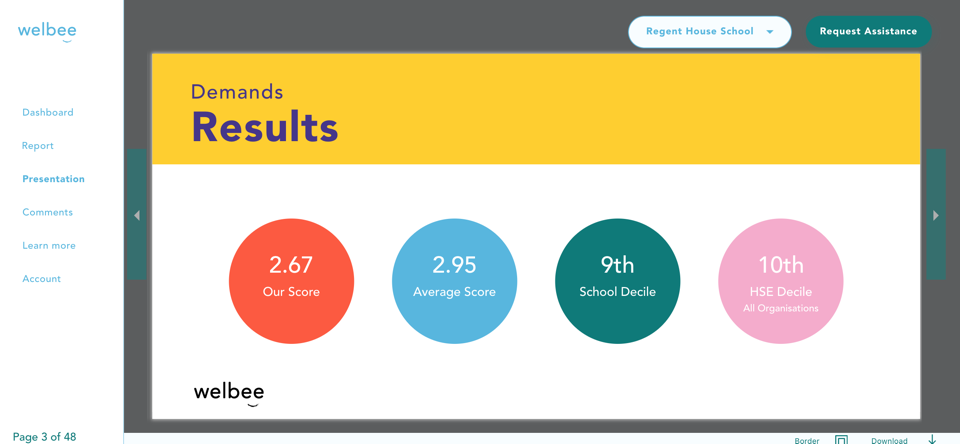 welbee
Regent House School
Request Assistance
Dashboard
Report
Presentation
Comments
Learn more
Account
Page 3 of 48
Demands
Results
2.67
Our Score
2.95
Average Score
9th
School Decile
10th
HSE Decile
All Organisations
welbee
Border
Download